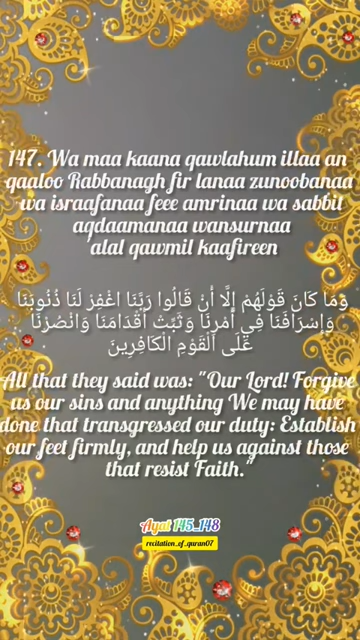 147. Wa maa kaana qawlahum illaa an
qaaloo Rabbanagh fir lanaa zunoobanaa
wa israafanaa feee amrinaa wa sabbit
aqdaamanaa wansurnaa
alal qawmil kaafireen
وَمَا كَانَ قَوْلَهُمْ إِلَّا أَنْ قَالُوا رَبَّنَا اغْفِرْ لَنَا ذُنُوبَنَا
وَإِسْرَافَنَا فِي أَمْرِنَا وَثَبِّتْ أَقْدَامَنَا وَانْصُرْنَا
عَلَى الْقَوْمِ الْكَافِرِينَ
All that they said was: "Our Lord! Forgive
us our sins and anything We may have
done that transgressed our duty: Establish
our feet firmly, and help us against those
that resist Faith."
Ayat 145_148
recitation_of_quran07